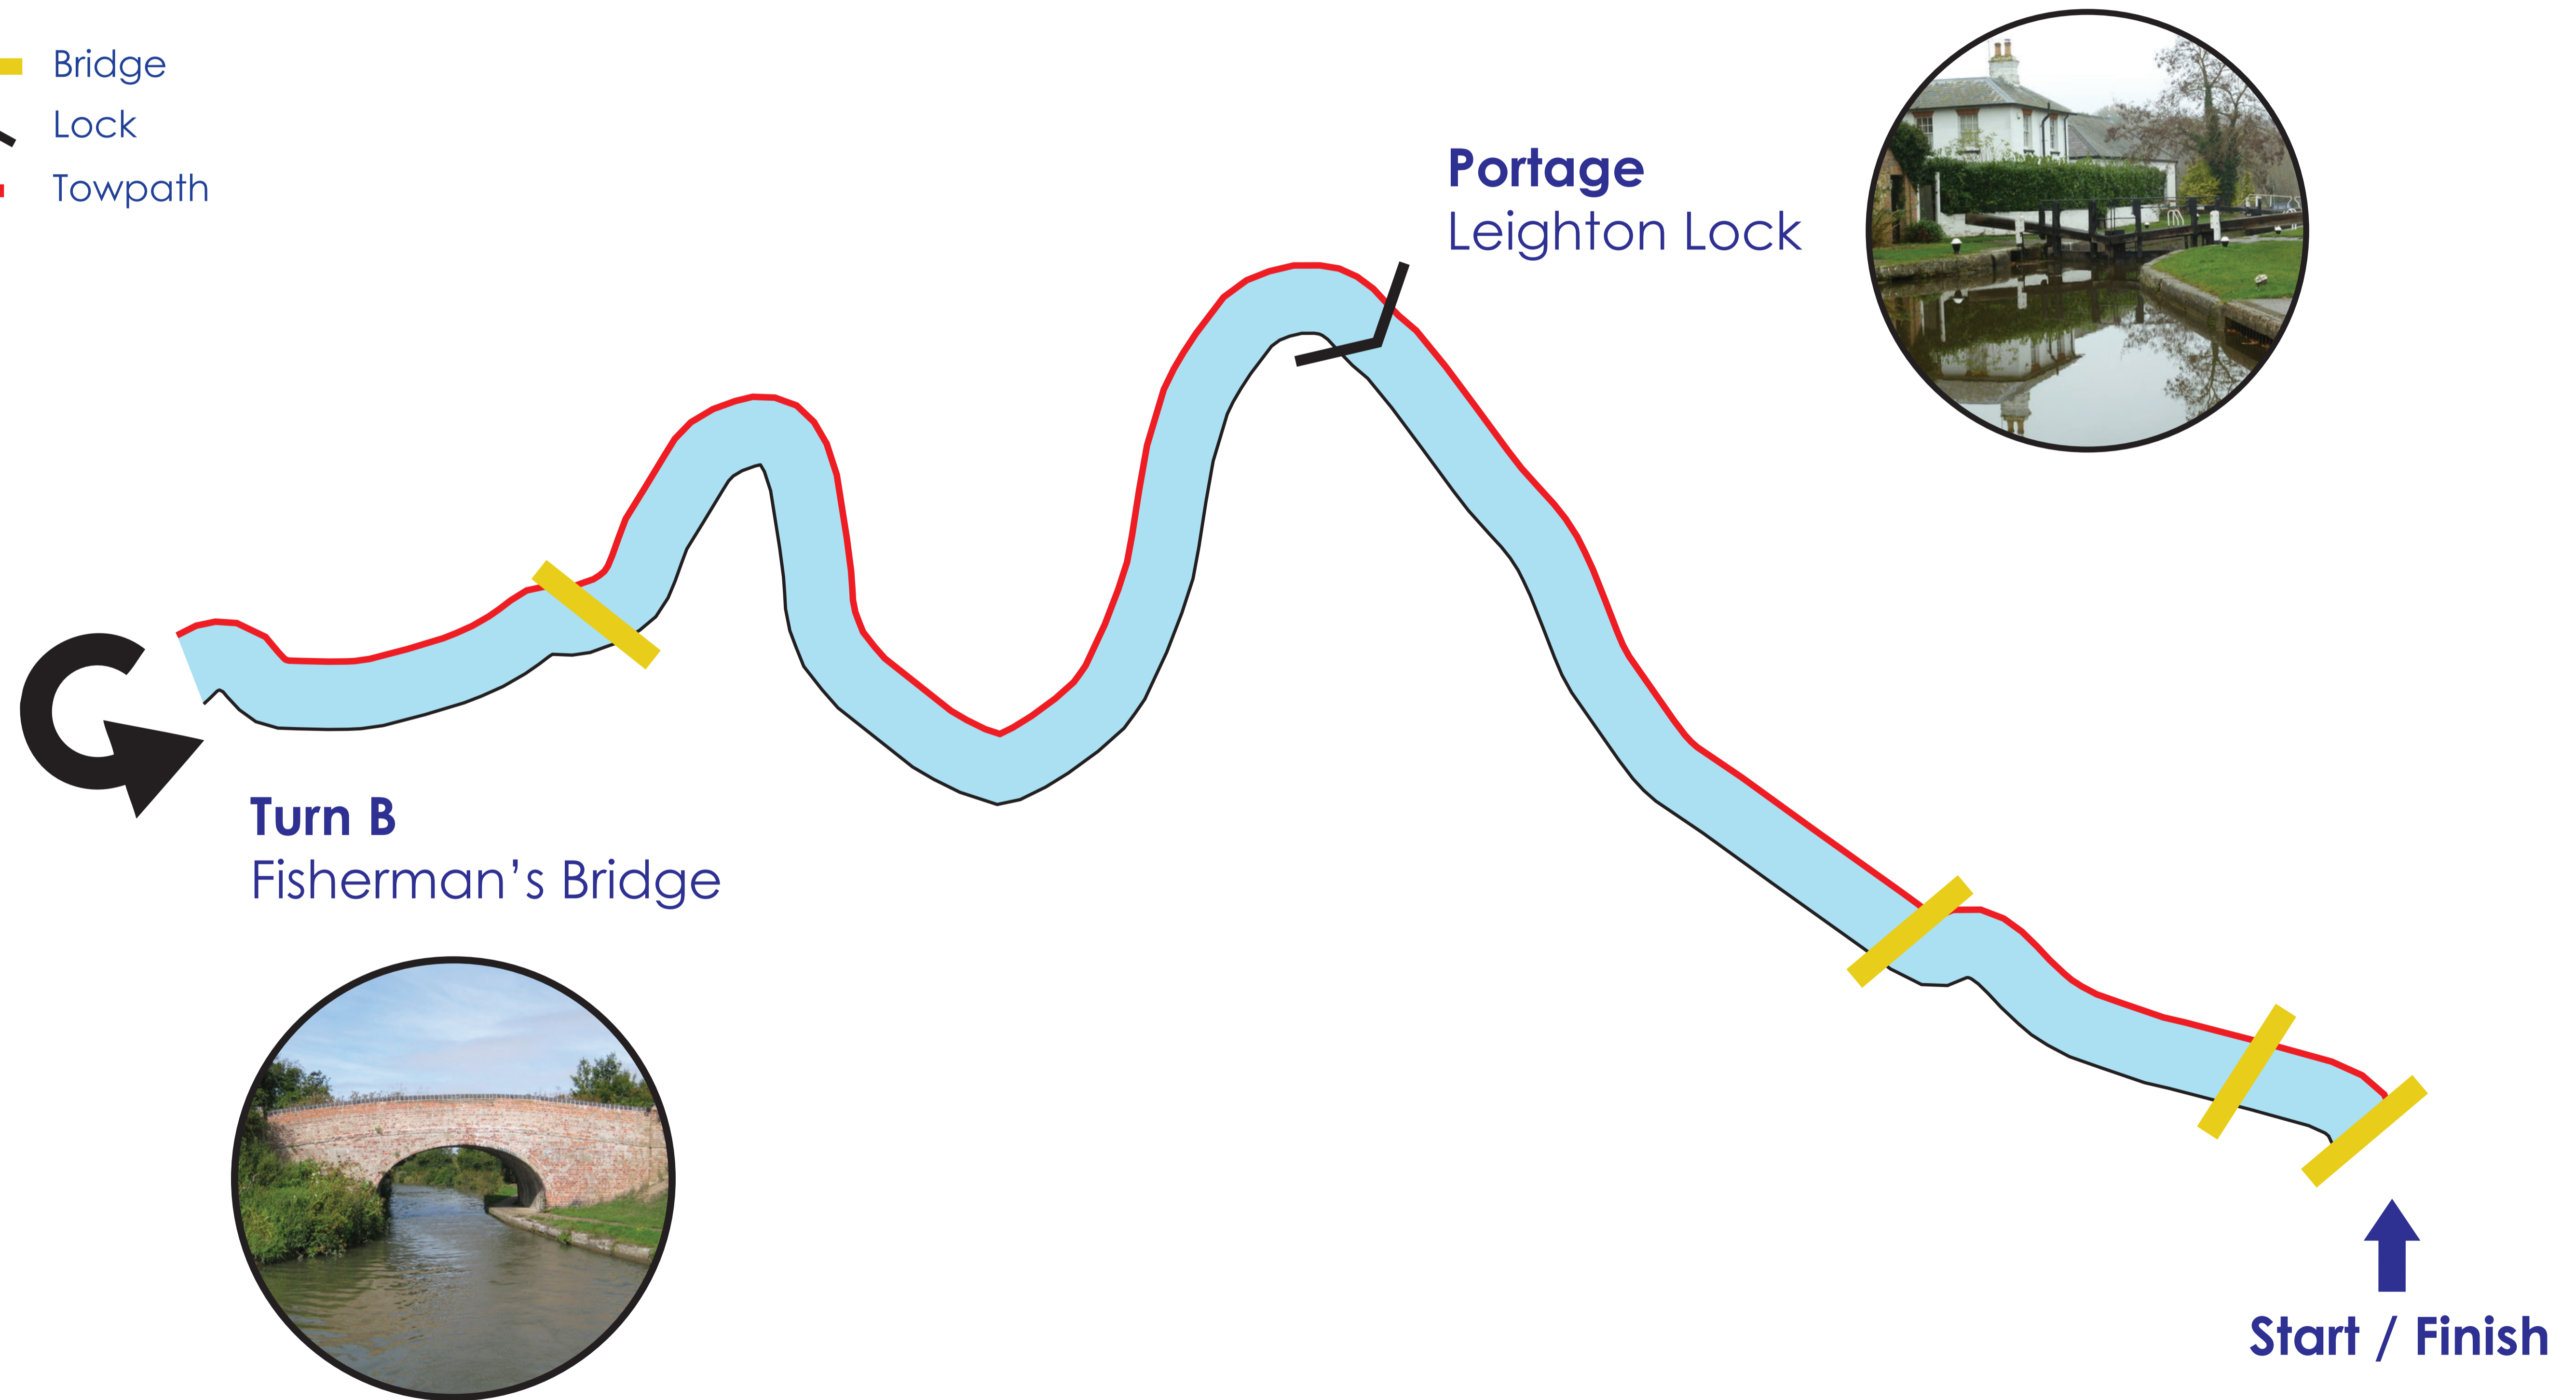 Bridge
Lock
Towpath
Portage
Leighton Lock
Turn B
Fisherman’s Bridge
Start / Finish